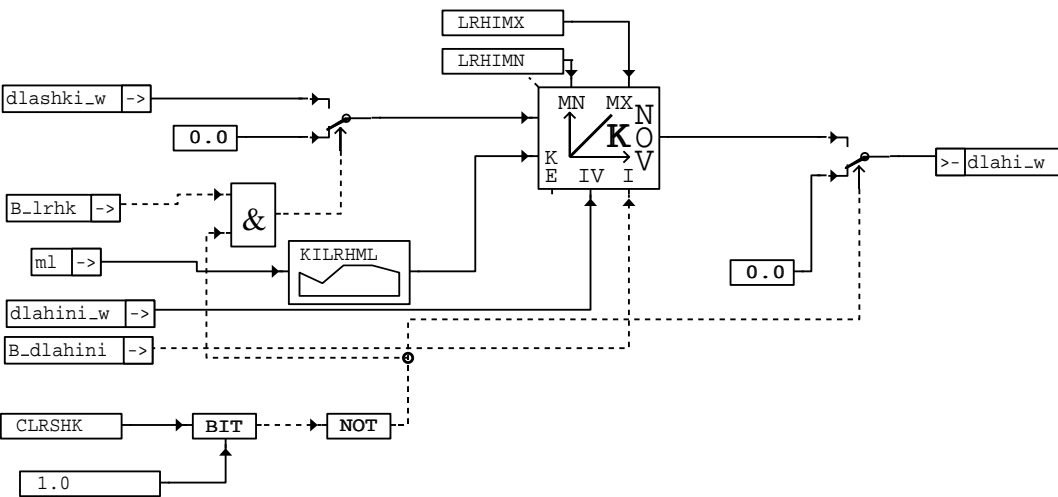 LRHIMX
LRHIMN
dlashki_w ->
0.0
MN MX N
K O
K V
E IV I
>- dlahi_w
B_lrhk ->
&
ml ->
KILRHML
0.0
dlahini_w ->
B_dlahini ->
CLRSHK
BIT
NOT
1.0